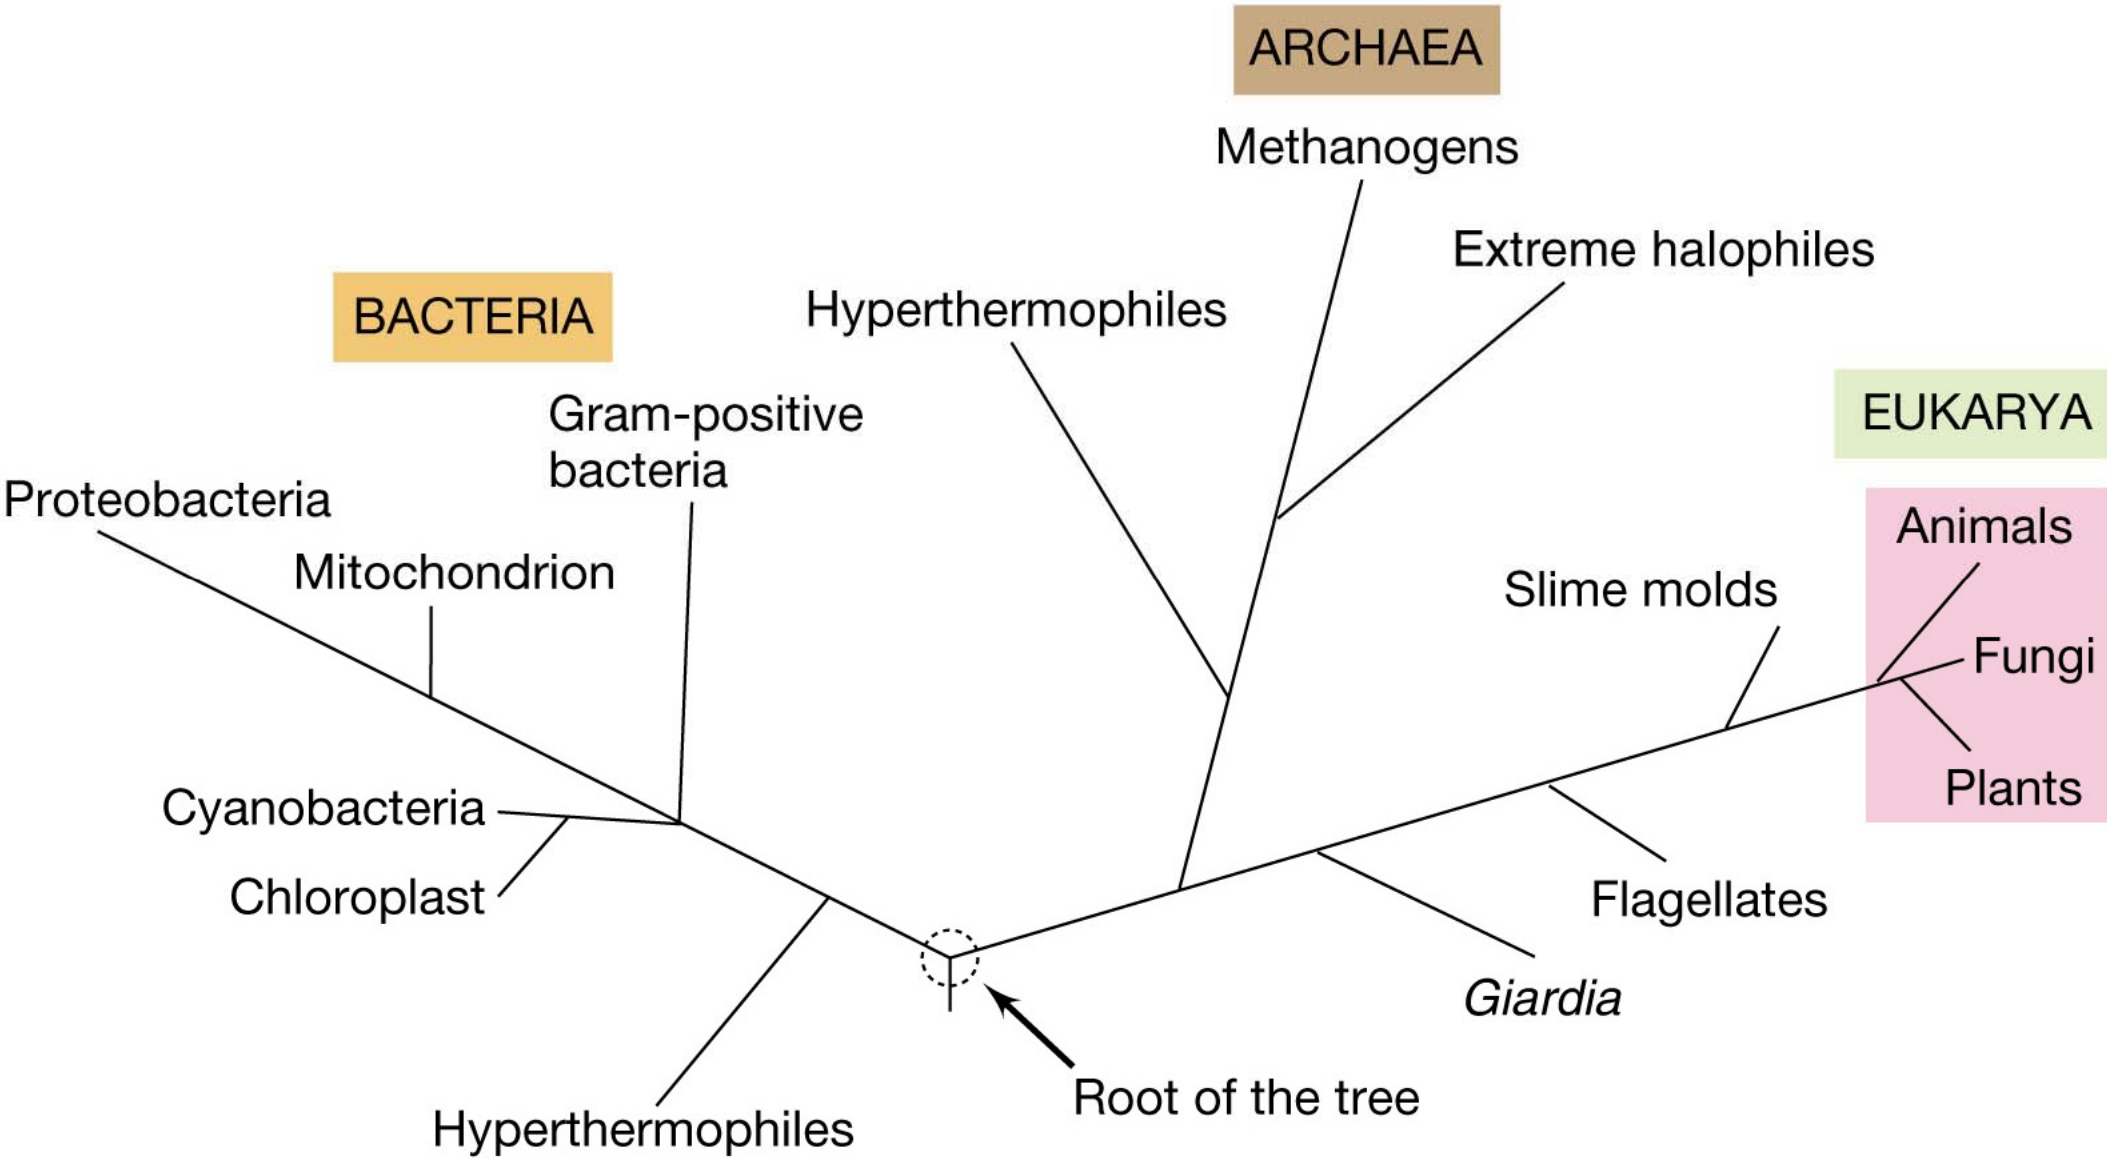 ARCHAEA
Methanogens
Extreme halophiles
Hyperthermophiles
BACTERIA
EUKARYA
Gram-positive
bacteria
Proteobacteria
Animals
Mitochondrion
Slime molds
Fungi
Plants
Cyanobacteria
Chloroplast
Flagellates
Giardia
Root of the tree
Hyperthermophiles